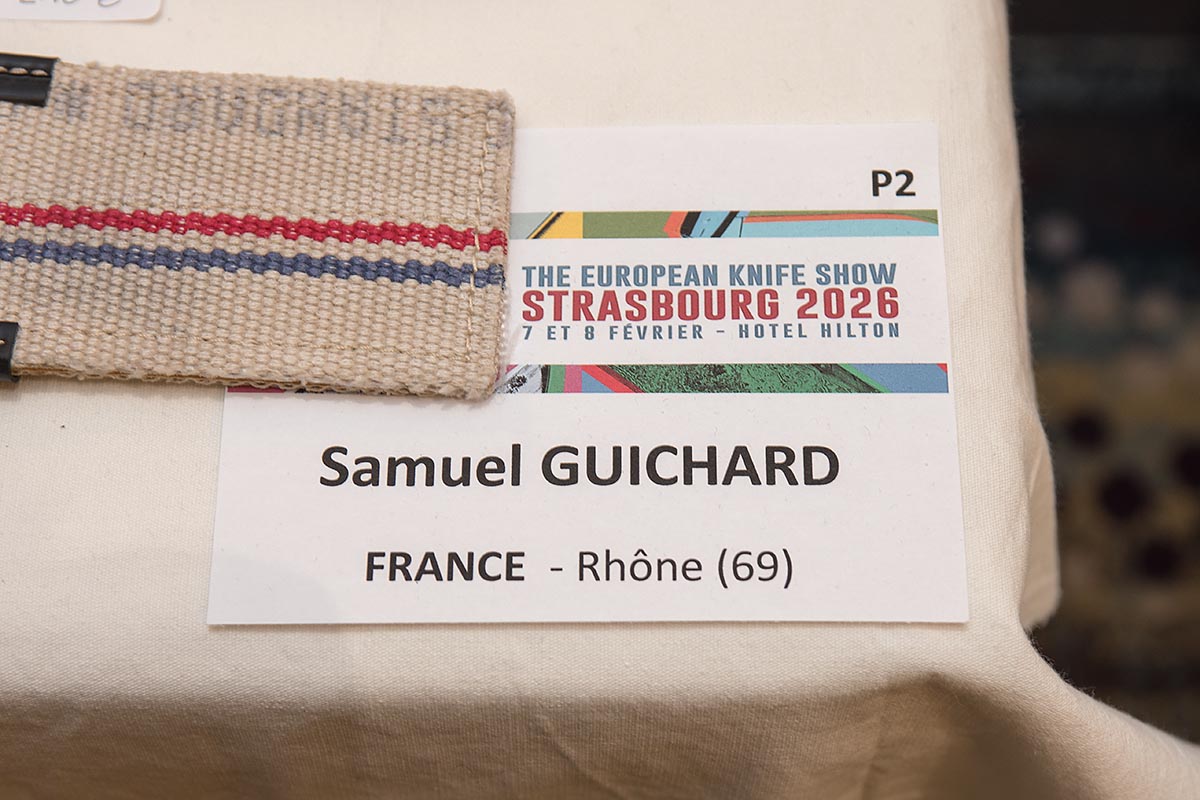 P2
THE EUROPEAN KNIFE SHOW
STRASBOURG 2026
7 ET 8 FÉVRIER - HOTEL HILTON
Samuel GUICHARD
FRANCE - Rhône (69)